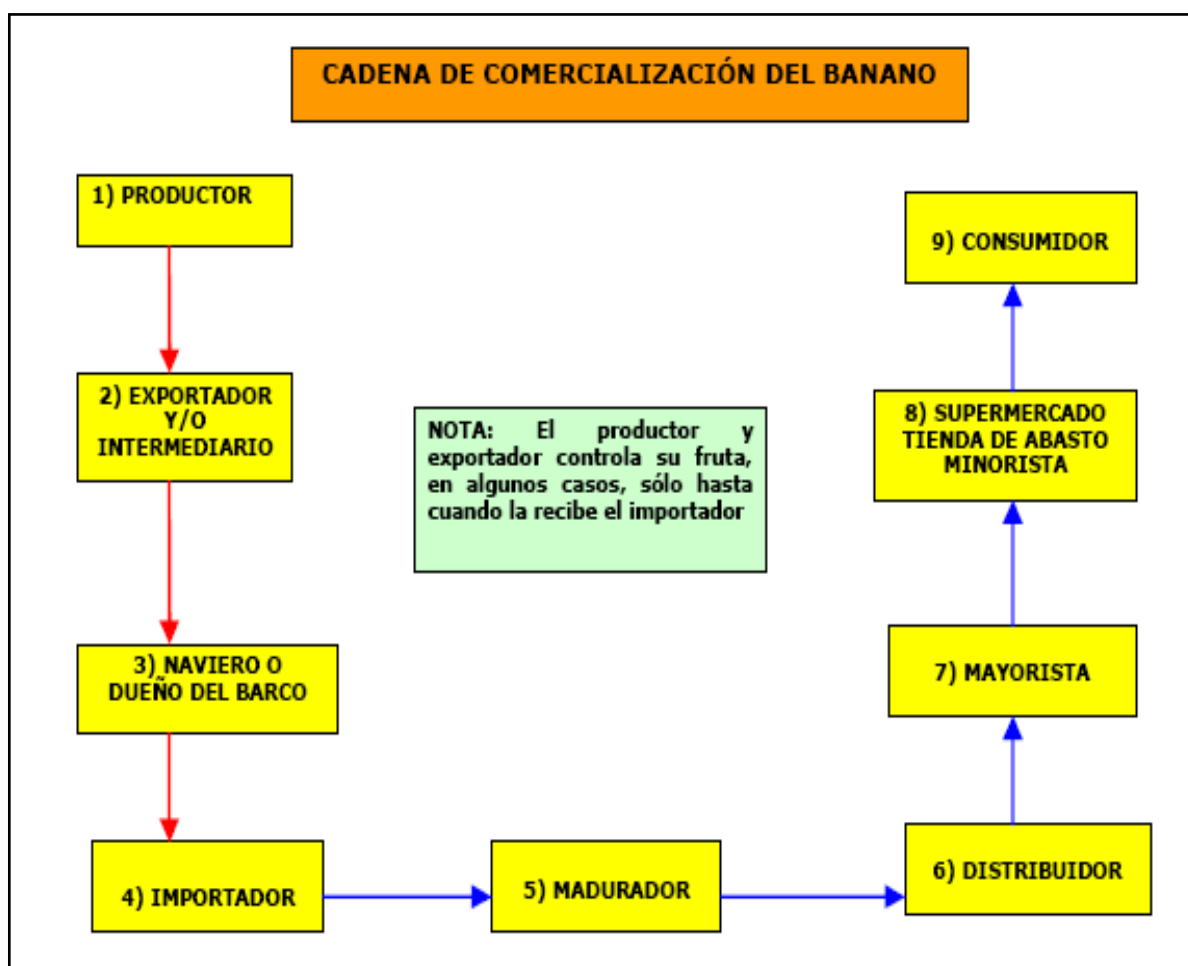 CADENA DE COMERCIALIZACIÓN DEL BANANO
1) PRODUCTOR
2) EXPORTADOR
Y/O
INTERMEDIARIO
3) NAVIERO O
DUEÑO DEL BARCO
4) IMPORTADOR
5) MADURADOR
6) DISTRIBUIDOR
7) MAYORISTA
8) SUPERMERCADO
TIENDA DE ABASTO
MINORISTA
9) CONSUMIDOR
NOTA: El productor y
exportador controla su fruta,
en algunos casos, sólo hasta
cuando la recibe el importador